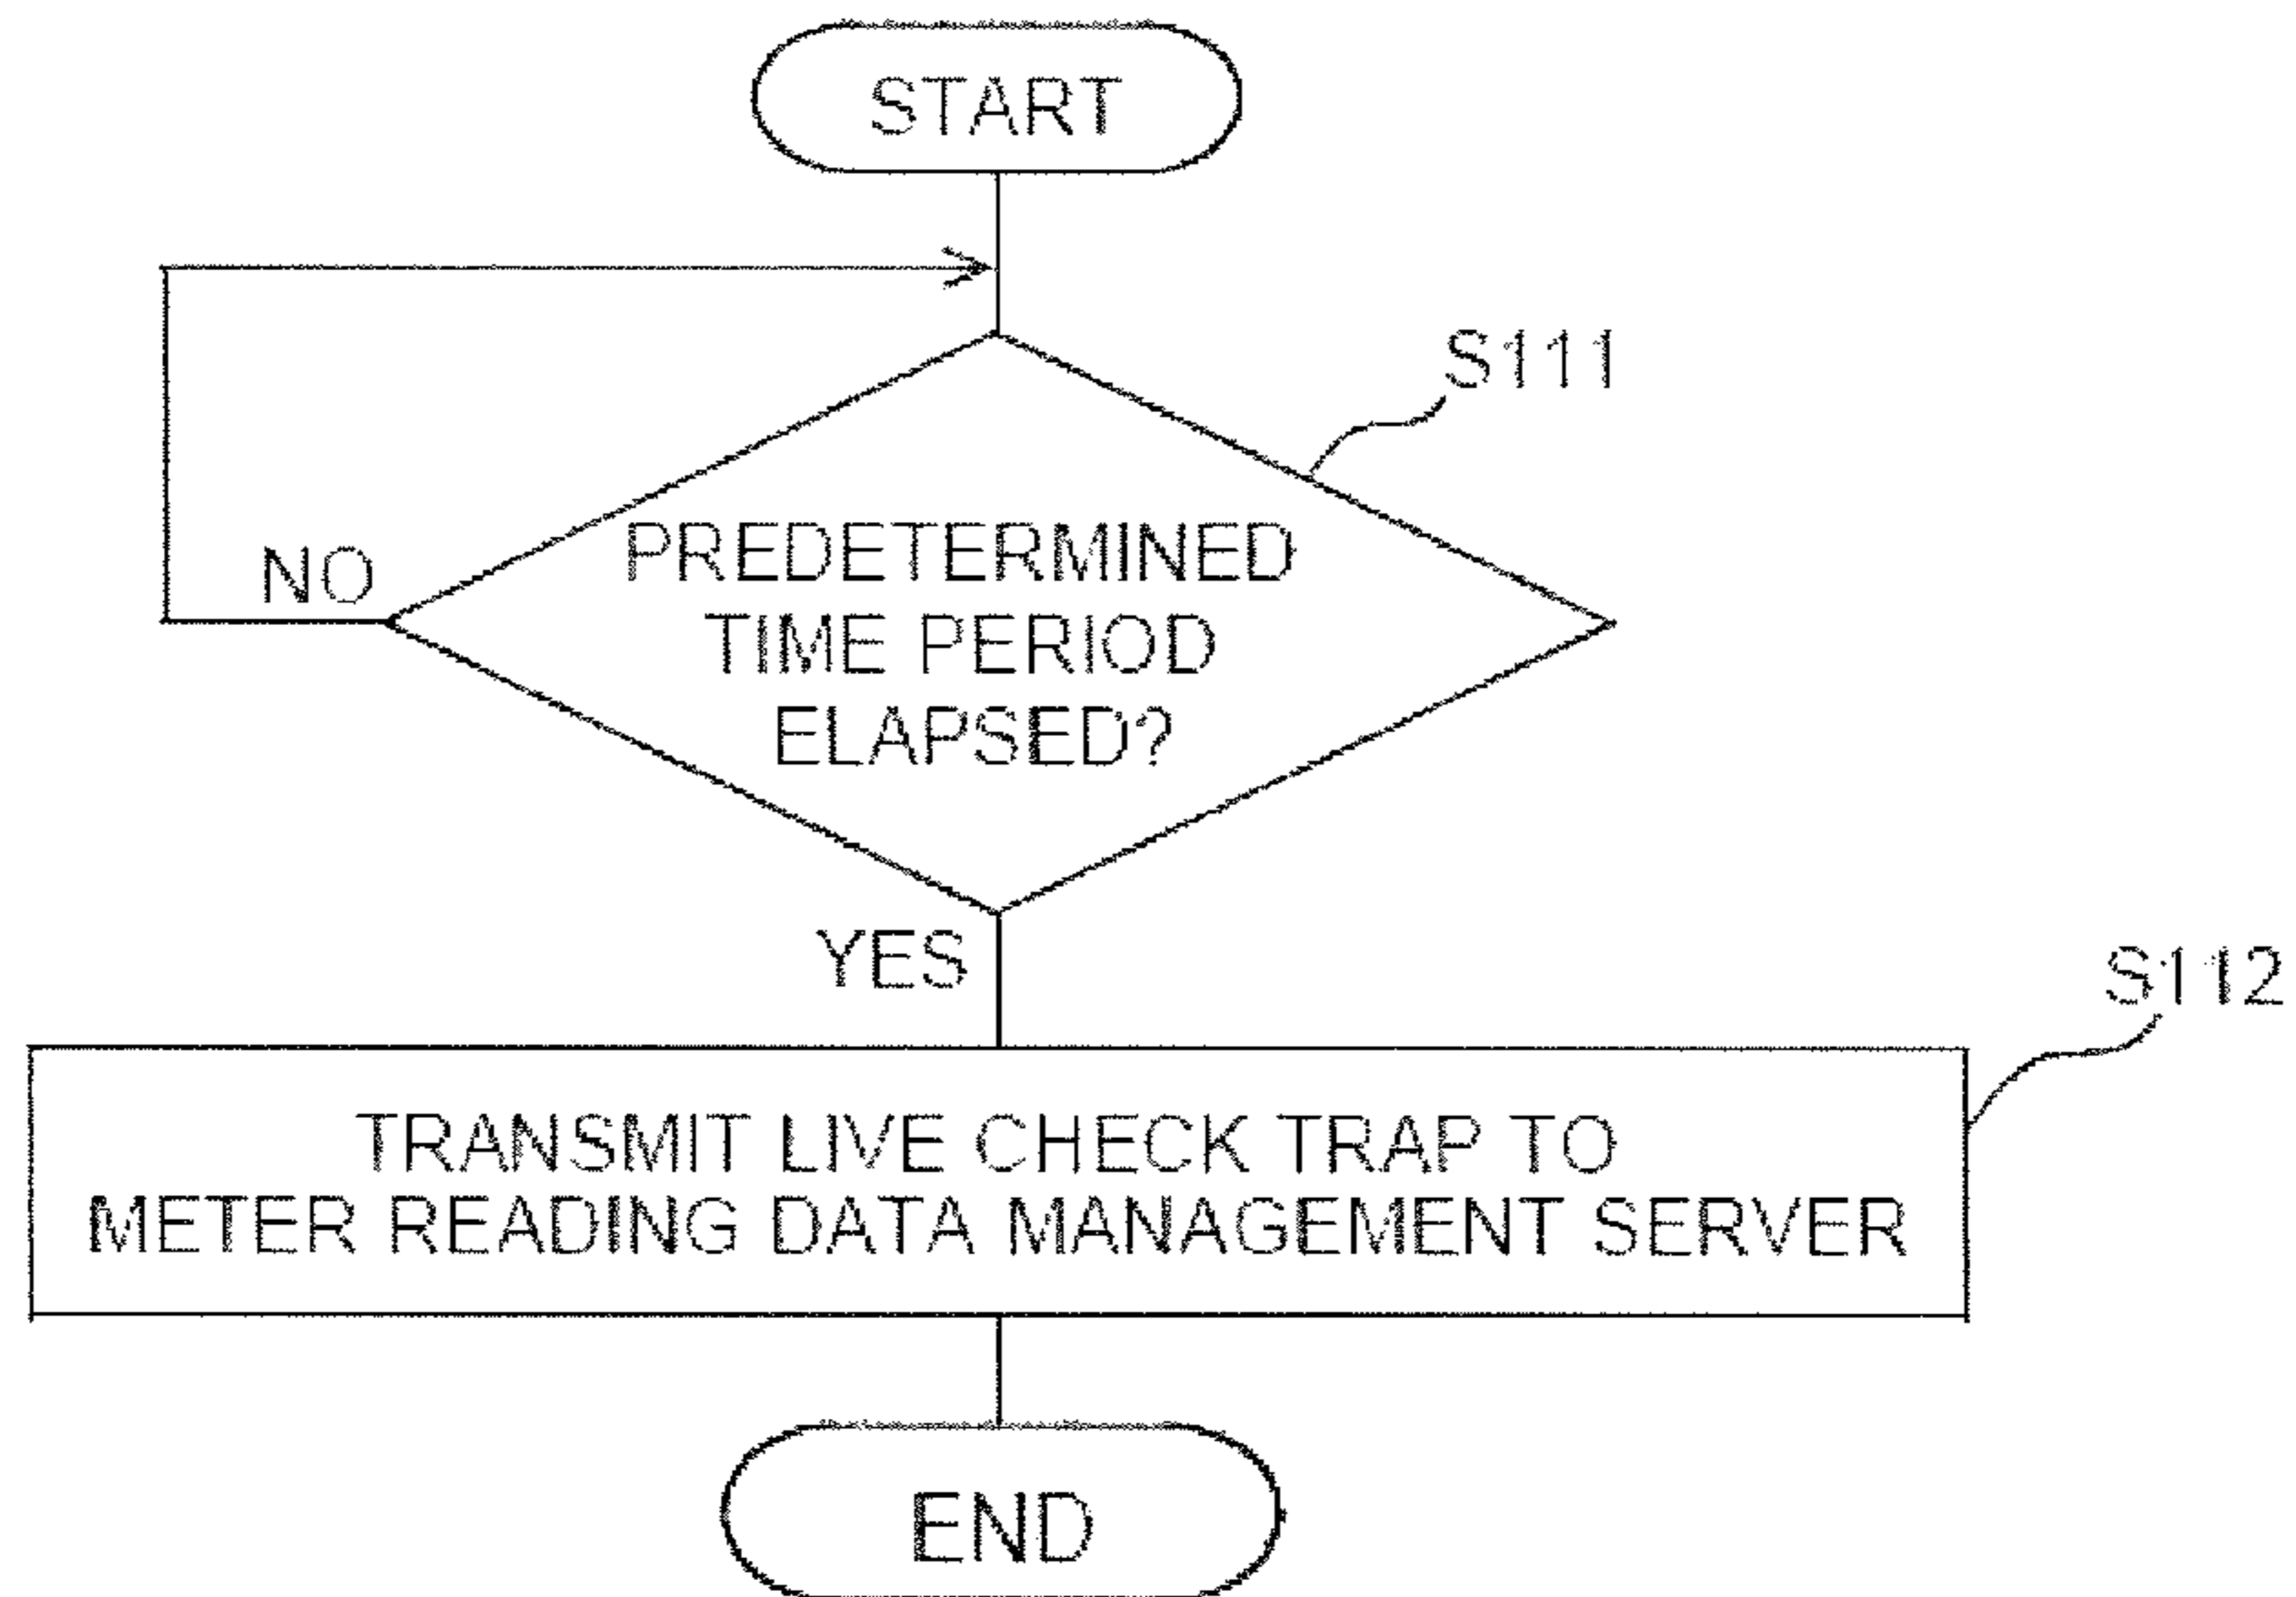 START
S111
PREDETERMINED
TIME PERIOD
ELAPSED?
NO
YES
S112
TRANSMIT LIVE CHECK TRAP TO
METER READING DATA MANAGEMENT SERVER
END